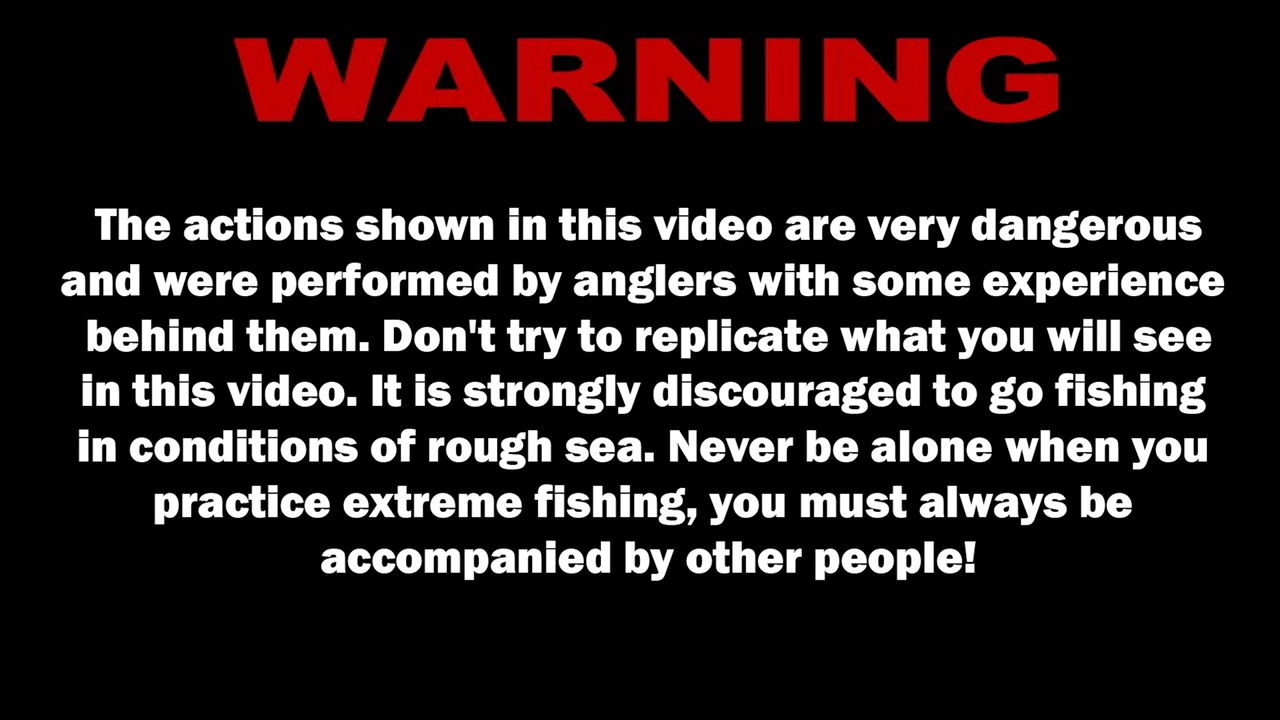 WARNING
The actions shown in this video are very dangerous
and were performed by anglers with some experience
behind them. Don't try to replicate what you will see
in this video. It is strongly discouraged to go fishing
in conditions of rough sea. Never be alone when you
practice extreme fishing, you must always be
accompanied by other people!